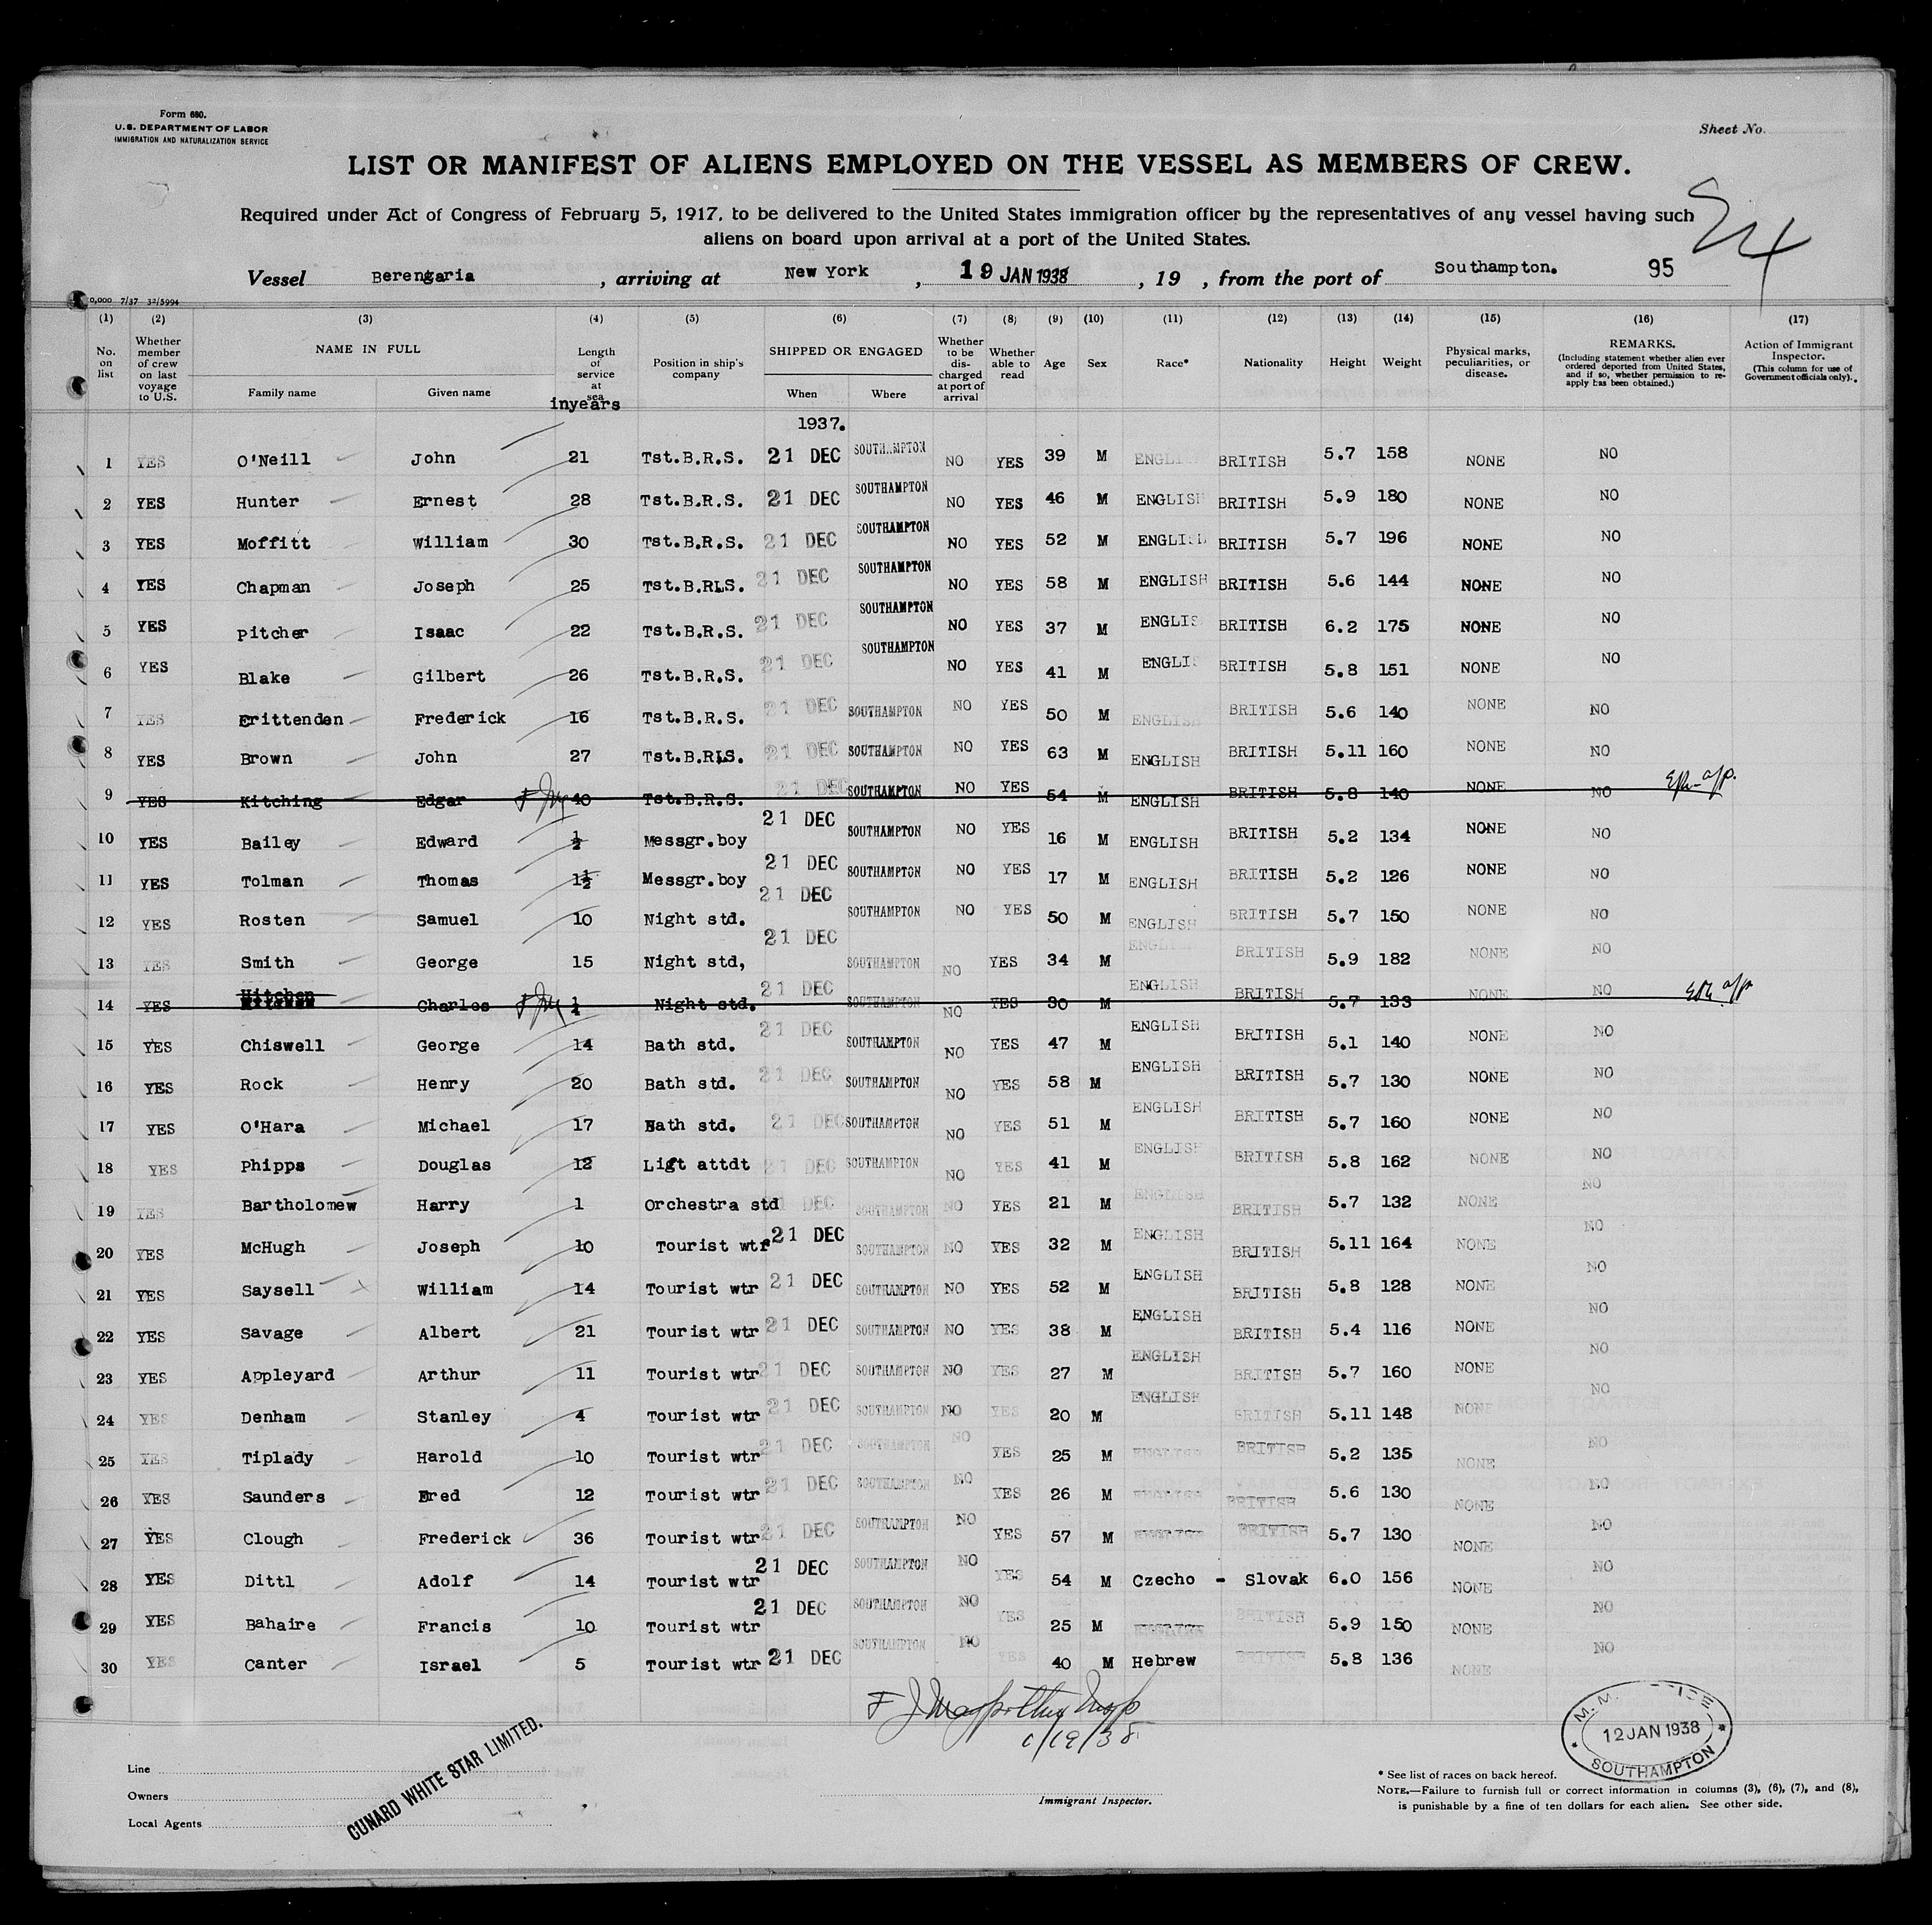 Form 680.
U.S. DEPARTMENT OF LABOR
IMMIGRATION AND NATURALIZATION SERVICE
Sheet No.
LIST OR MANIFEST OF ALIENS EMPLOYED ON THE VESSEL AS MEMBERS OF CREW.
Required under Act of Congress of February 5, 1917, to be delivered to the United States immigration officer by the representatives of any vessel having such
aliens on board upon arrival at a port of the United States.
Vessel Berengaria , arriving at New York , 19 JAN 1938 , 19 , from the port of Southampton. 95
(1) (2) (3) (4) (5) (6) (7) (8) (9) (10) (11) (12) (13) (14) (15) (16) (17)
No. on list Whether member of crew on last voyage to U.S. NAME IN FULL Family name Given name Length of service at sea inyears Position in ship's company SHIPPED OR ENGAGED When Where Whether to be discharged at port of arrival Whether able to read Age Sex Race* Nationality Height Weight Physical marks, peculiarities, or disease. REMARKS. (Including statement whether alien ever ordered deported from United States, and if so, whether permission to reapply has been obtained.) Action of Immigrant Inspector. (This column for use of Government officials only).
1937.
1 YES O'Neill John 21 Tst.B.R.S. 21 DEC SOUTHAMPTON NO YES 39 M ENGL BRITISH 5.7 158 NONE NO
2 YES Hunter Ernest 28 Tst.B.R.S. 21 DEC SOUTHAMPTON NO YES 46 M ENGLISH BRITISH 5.9 180 NONE NO
3 YES Moffitt William 30 Tst.B.R.S. 21 DEC SOUTHAMPTON NO YES 52 M ENGLISH BRITISH 5.7 196 NONE NO
4 YES Chapman Joseph 25 Tst.B.R.S. 21 DEC SOUTHAMPTON NO YES 58 M ENGLISH BRITISH 5.6 144 NONE NO
5 YES Pitcher Isaac 22 Tst.B.R.S. 21 DEC SOUTHAMPTON NO YES 37 M ENGLIS BRITISH 6.2 175 NONE NO
6 YES Blake Gilbert 26 Tst.B.R.S. 21 DEC SOUTHAMPTON NO YES 41 M ENGLI BRITISH 5.8 151 NONE NO
7 YES Crittenden Frederick 16 Tst.B.R.S. 21 DEC SOUTHAMPTON NO YES 50 M ENGLISH BRITISH 5.6 140 NONE NO
8 YES Brown John 27 Tst.B.R.S. 21 DEC SOUTHAMPTON NO YES 63 M ENGLISH BRITISH 5.11 160 NONE NO
9 YES Kitching Edgar 40 Tst.B.R.S. 21 DEC SOUTHAMPTON NO YES 54 M ENGLISH BRITISH 5.8 140 NONE NO
10 YES Bailey Edward ½ Messgr.boy 21 DEC SOUTHAMPTON NO YES 16 M ENGLISH BRITISH 5.2 134 NONE NO
11 YES Tolman Thomas 1½ Messgr.boy 21 DEC SOUTHAMPTON NO YES 17 M ENGLISH BRITISH 5.2 126 NONE NO
12 YES Rosten Samuel 10 Night std. 21 DEC SOUTHAMPTON NO YES 50 M ENGLISH BRITISH 5.7 150 NONE NO
13 YES Smith George 15 Night std, 21 DEC SOUTHAMPTON NO YES 34 M ENGLISH BRITISH 5.9 182 NONE NO
14 YES Charles ¼ Night std. 21 DEC SOUTHAMPTON NO YES 30 M ENGLISH BRITISH 5.7 133 NONE NO
15 YES Chiswell George 14 Bath std. 21 DEC SOUTHAMPTON NO YES 47 M ENGLISH BRITISH 5.1 140 NONE NO
16 YES Rock Henry 20 Bath std. 21 DEC SOUTHAMPTON NO YES 58 M ENGLISH BRITISH 5.7 130 NONE NO
17 YES O'Hara Michael 17 Bath std. 21 DEC SOUTHAMPTON NO YES 51 M ENGLISH BRITISH 5.7 160 NONE NO
18 YES Phipps Douglas 12 Lift attdt 21 DEC SOUTHAMPTON NO YES 41 M ENGLISH BRITISH 5.8 162 NONE NO
19 YES Bartholomew Harry 1 Orchestra std 21 DEC SOUTHAMPTON NO YES 21 M ENGLISH BRITISH 5.7 132 NONE NO
20 YES McHugh Joseph 10 Tourist wtr 21 DEC SOUTHAMPTON NO YES 32 M ENGLISH BRITISH 5.11 164 NONE NO
21 YES Saysell William 14 Tourist wtr 21 DEC SOUTHAMPTON NO YES 52 M ENGLISH BRITISH 5.8 128 NONE NO
22 YES Savage Albert 21 Tourist wtr 21 DEC SOUTHAMPTON NO YES 38 M ENGLISH BRITISH 5.4 116 NONE NO
23 YES Appleyard Arthur 11 Tourist wtr 21 DEC SOUTHAMPTON NO YES 27 M ENGLISH BRITISH 5.7 160 NONE NO
24 YES Denham Stanley 4 Tourist wtr 21 DEC SOUTHAMPTON NO YES 20 M ENGLISH BRITISH 5.11 148 NONE NO
25 YES Tiplady Harold 10 Tourist wtr 21 DEC SOUTHAMPTON NO YES 25 M ENGLISH BRITISH 5.2 135 NONE NO
26 YES Saunders Fred 12 Tourist wtr 21 DEC SOUTHAMPTON NO YES 26 M ENGLISH BRITISH 5.6 130 NONE NO
27 YES Clough Frederick 36 Tourist wtr 21 DEC SOUTHAMPTON NO YES 57 M ENGLISH BRITISH 5.7 130 NONE NO
28 YES Dittl Adolf 14 Tourist wtr 21 DEC SOUTHAMPTON NO YES 54 M Czecho - Slovak 6.0 156 NONE NO
29 YES Bahaire Francis 10 Tourist wtr 21 DEC SOUTHAMPTON NO YES 25 M ENGLISH BRITISH 5.9 150 NONE NO
30 YES Canter Israel 5 Tourist wtr 21 DEC SOUTHAMPTON NO YES 40 M Hebrew BRITISH 5.8 136 NONE NO
1/19/38
12 JAN 1938
SOUTHAMPTON
Line
Owners
Local Agents
CUNARD WHITE STAR LIMITED.
Immigrant Inspector.
* See list of races on back hereof.
NOTE.—Failure to furnish full or correct information in columns (3), (6), (7), and (8),
is punishable by a fine of ten dollars for each alien. See other side.